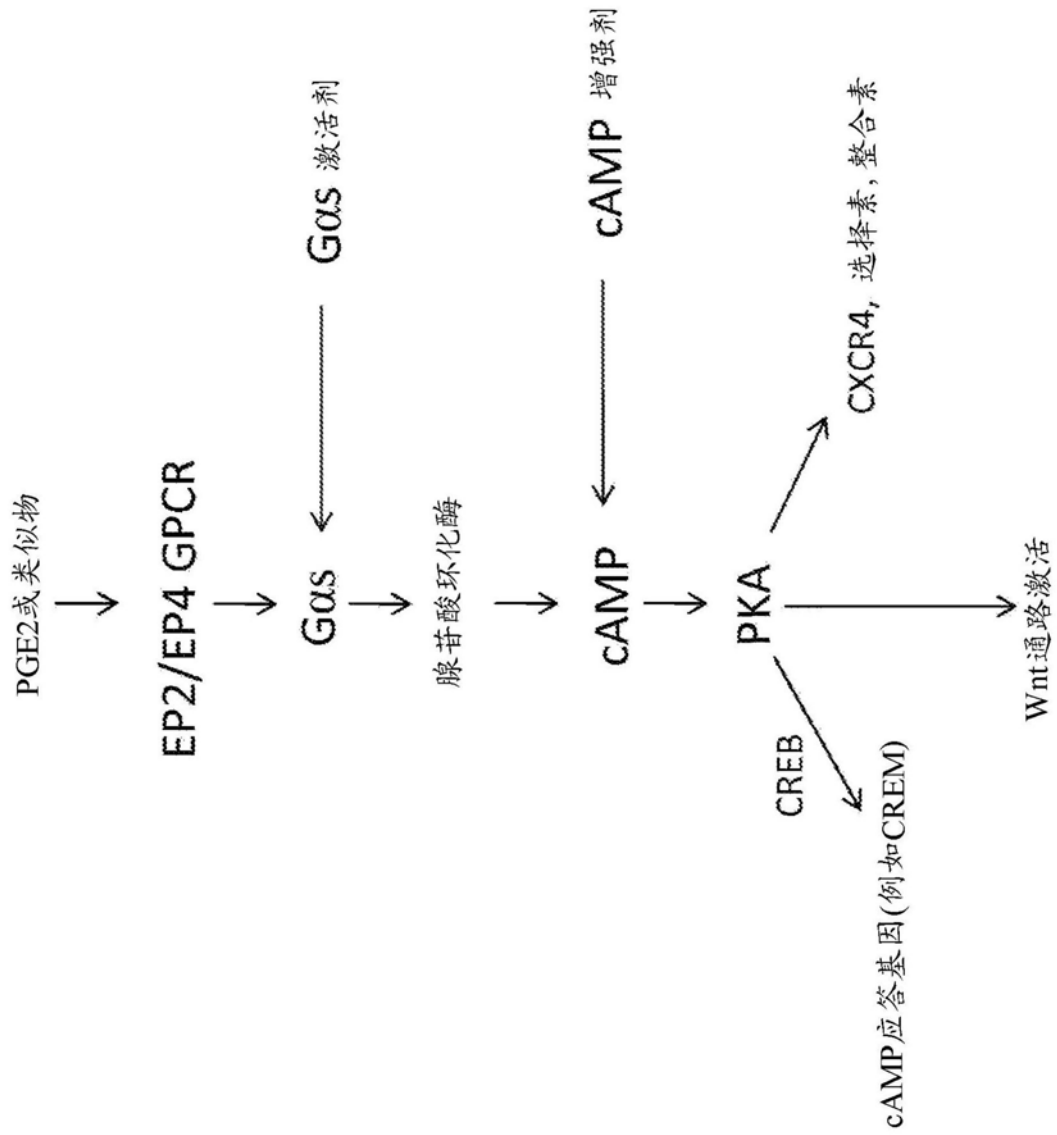 PGE2或类似物
EP2/EP4 GPCR
Gαs
Gαs 激活剂
腺苷酸环化酶
cAMP
cAMP 增强剂
PKA
CREB
CXCR4, 选择素,整合素
cAMP应答基因(例如CREM)
Wnt通路激活